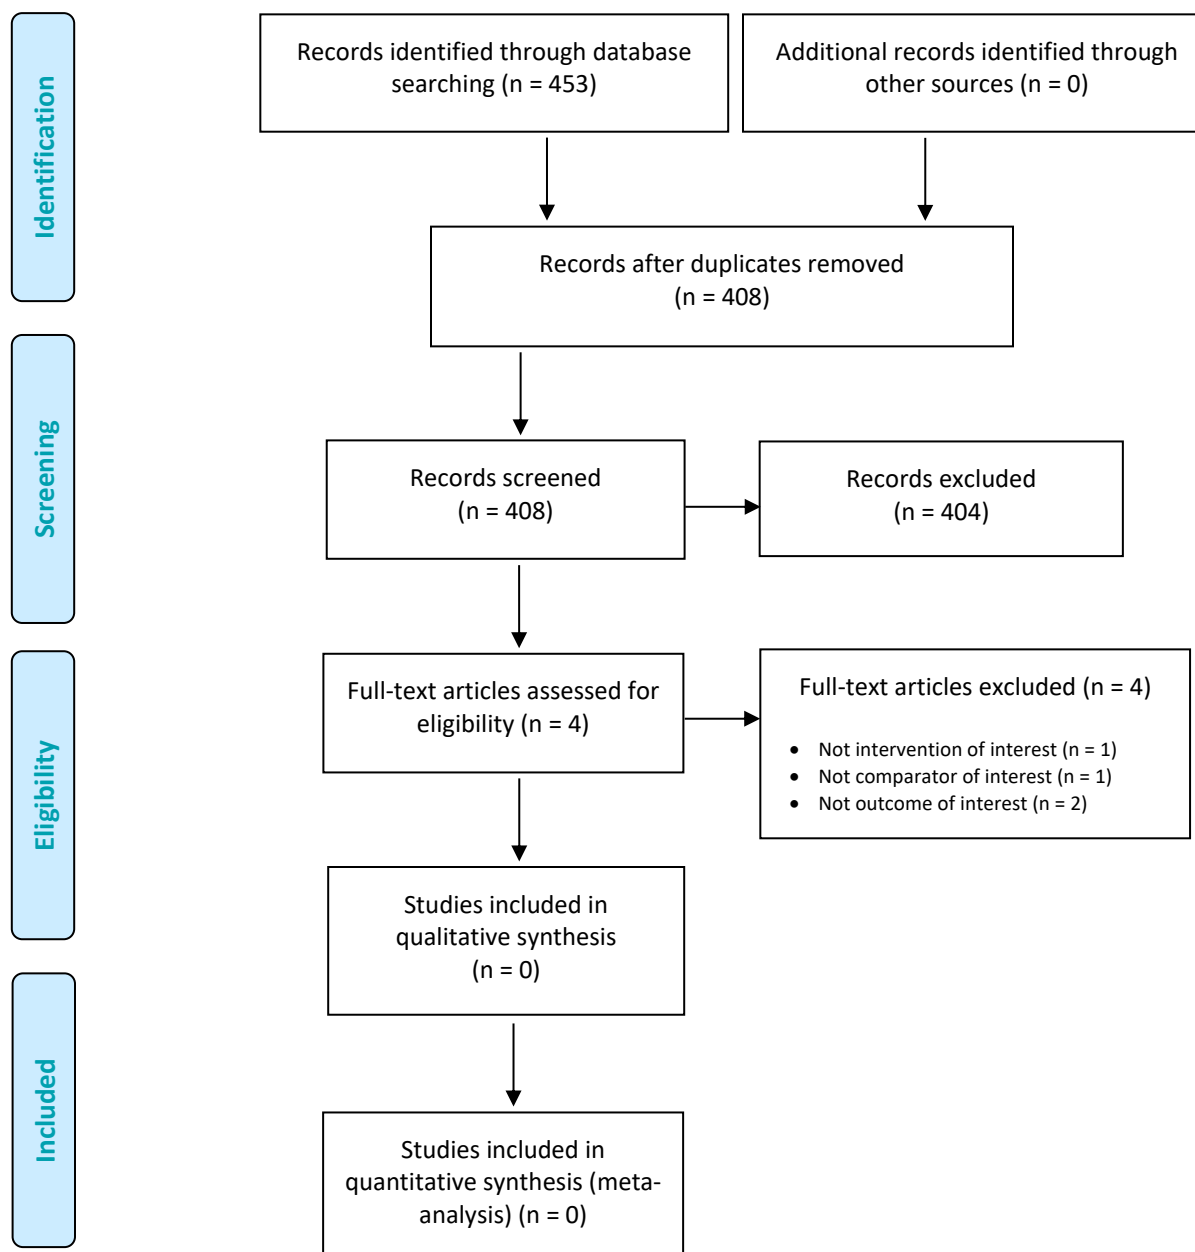 Identification
Records identified through database
searching (n = 453)
Additional records identified through
other sources (n = 0)
Records after duplicates removed
(n = 408)
Screening
Records screened
(n = 408)
Records excluded
(n = 404)
Eligibility
Full-text articles assessed for
eligibility (n = 4)
Full-text articles excluded (n = 4)
• Not intervention of interest (n = 1)
• Not comparator of interest (n = 1)
• Not outcome of interest (n = 2)
Studies included in
qualitative synthesis
(n = 0)
Included
Studies included in
quantitative synthesis (meta-
analysis) (n = 0)